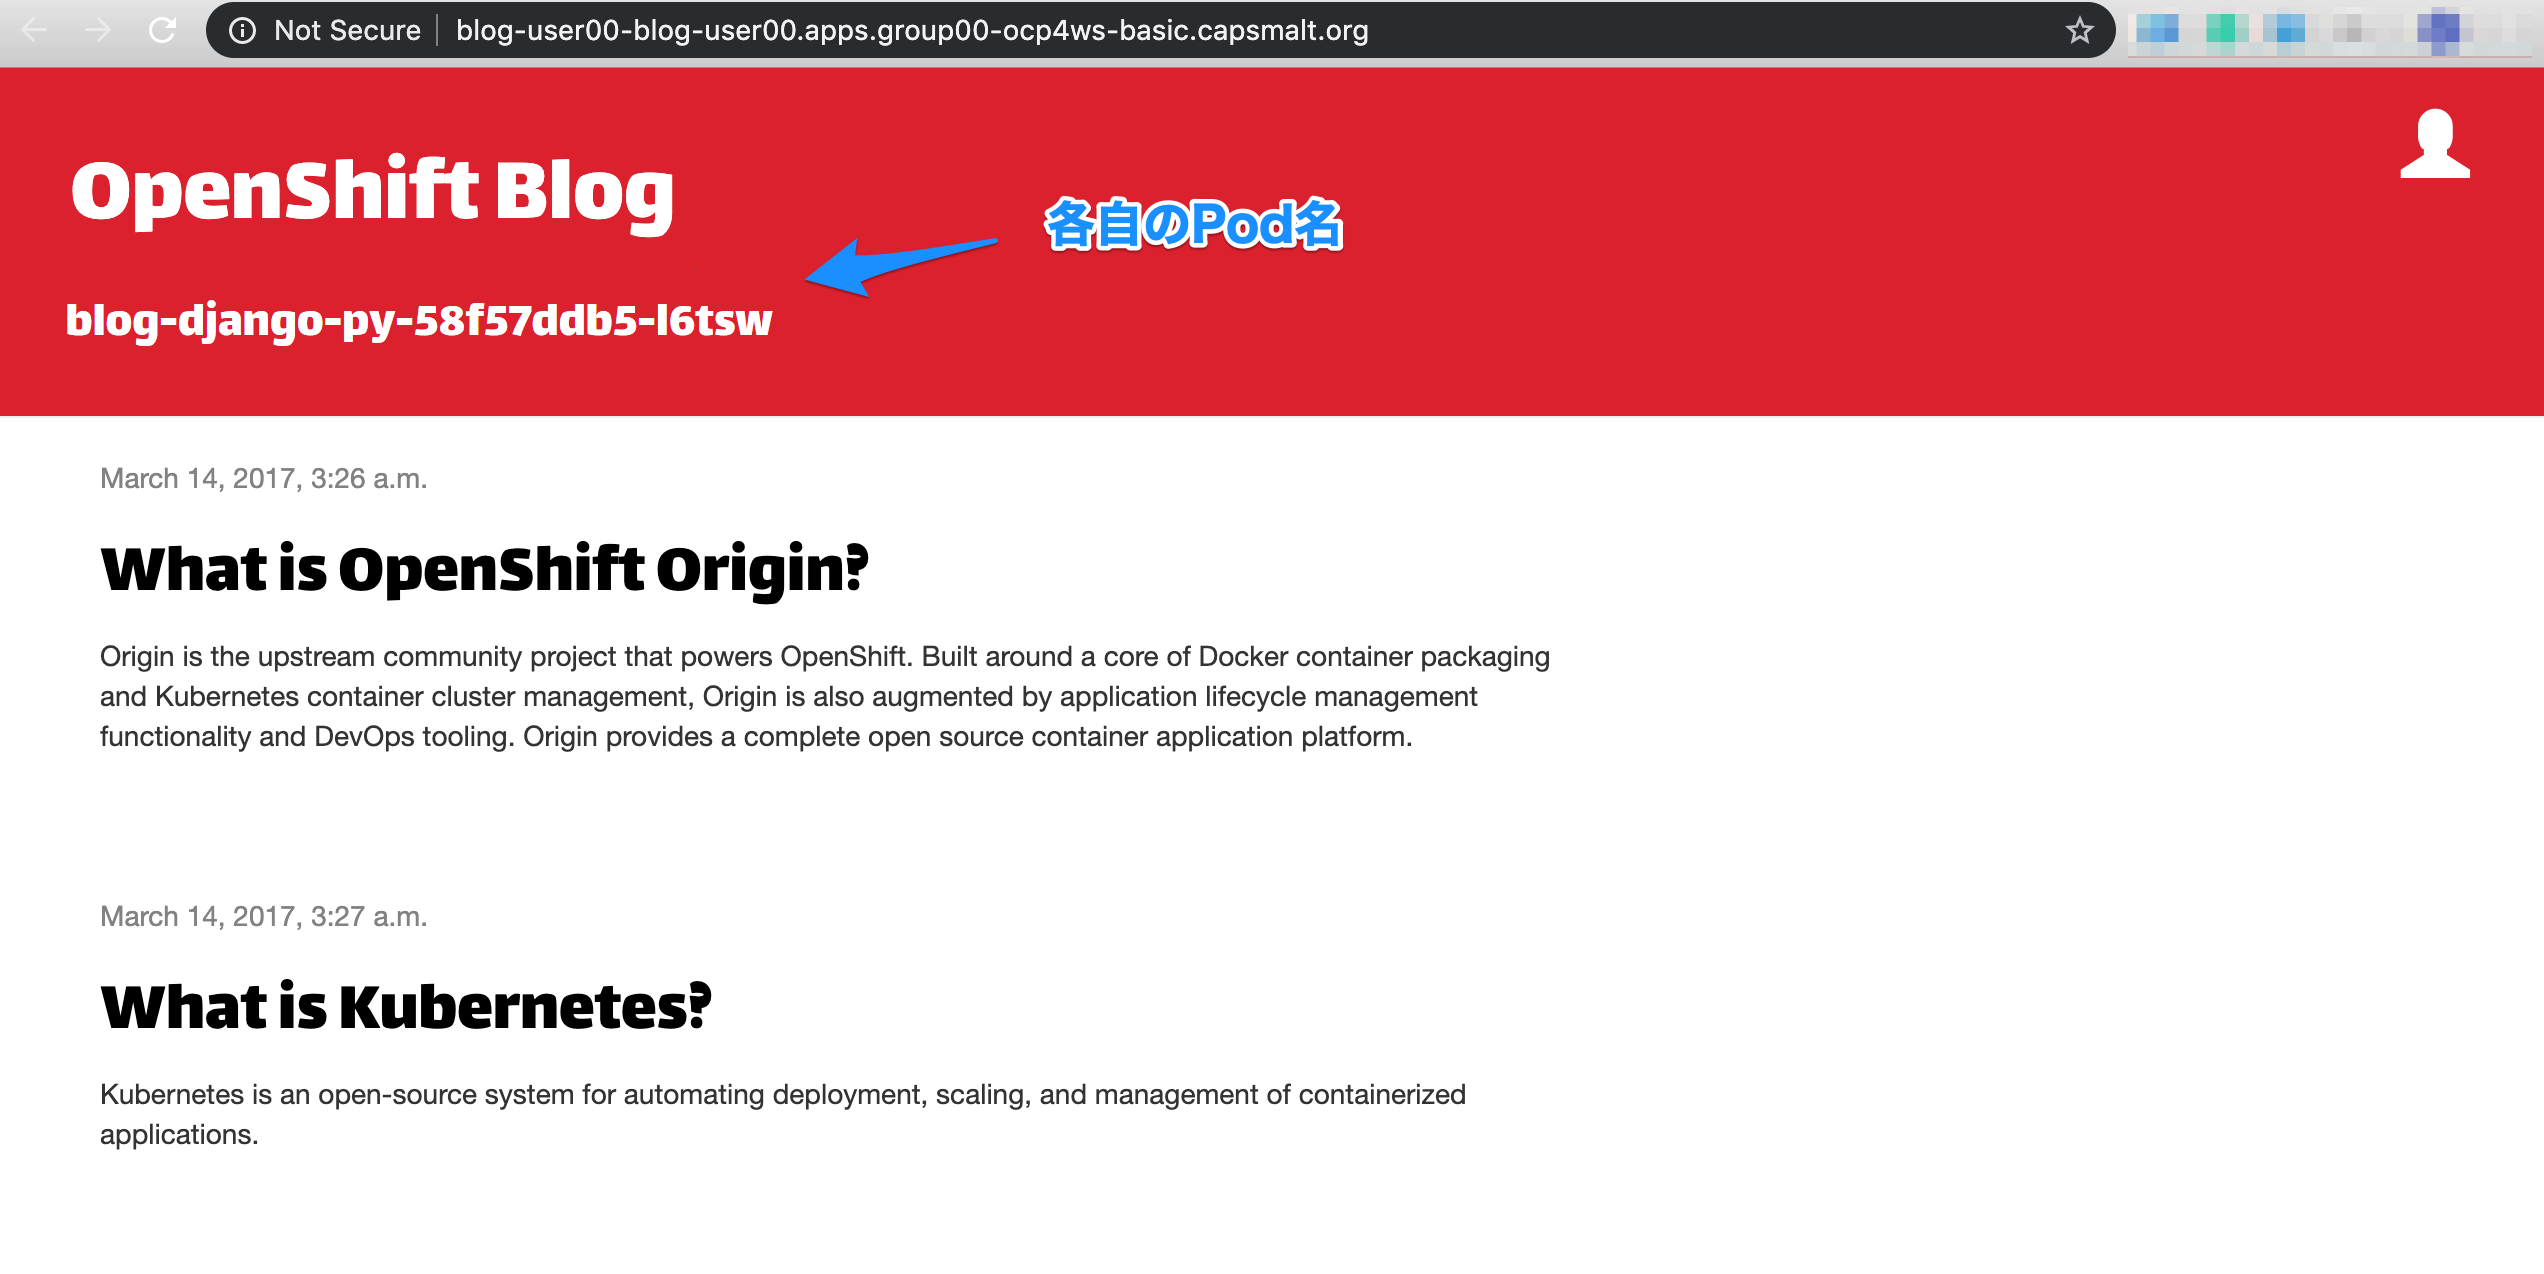 Not Secure blog-user00-blog-user00.apps.group00-ocp4ws-basic.capsmalt.org
OpenShift Blog
各自のPod名
blog-django-py-58f57ddb5-l6tsw
March 14, 2017, 3:26 a.m.
What is OpenShift Origin?
Origin is the upstream community project that powers OpenShift. Built around a core of Docker container packaging
and Kubernetes container cluster management, Origin is also augmented by application lifecycle management
functionality and DevOps tooling. Origin provides a complete open source container application platform.
March 14, 2017, 3:27 a.m.
What is Kubernetes?
Kubernetes is an open-source system for automating deployment, scaling, and management of containerized
applications.